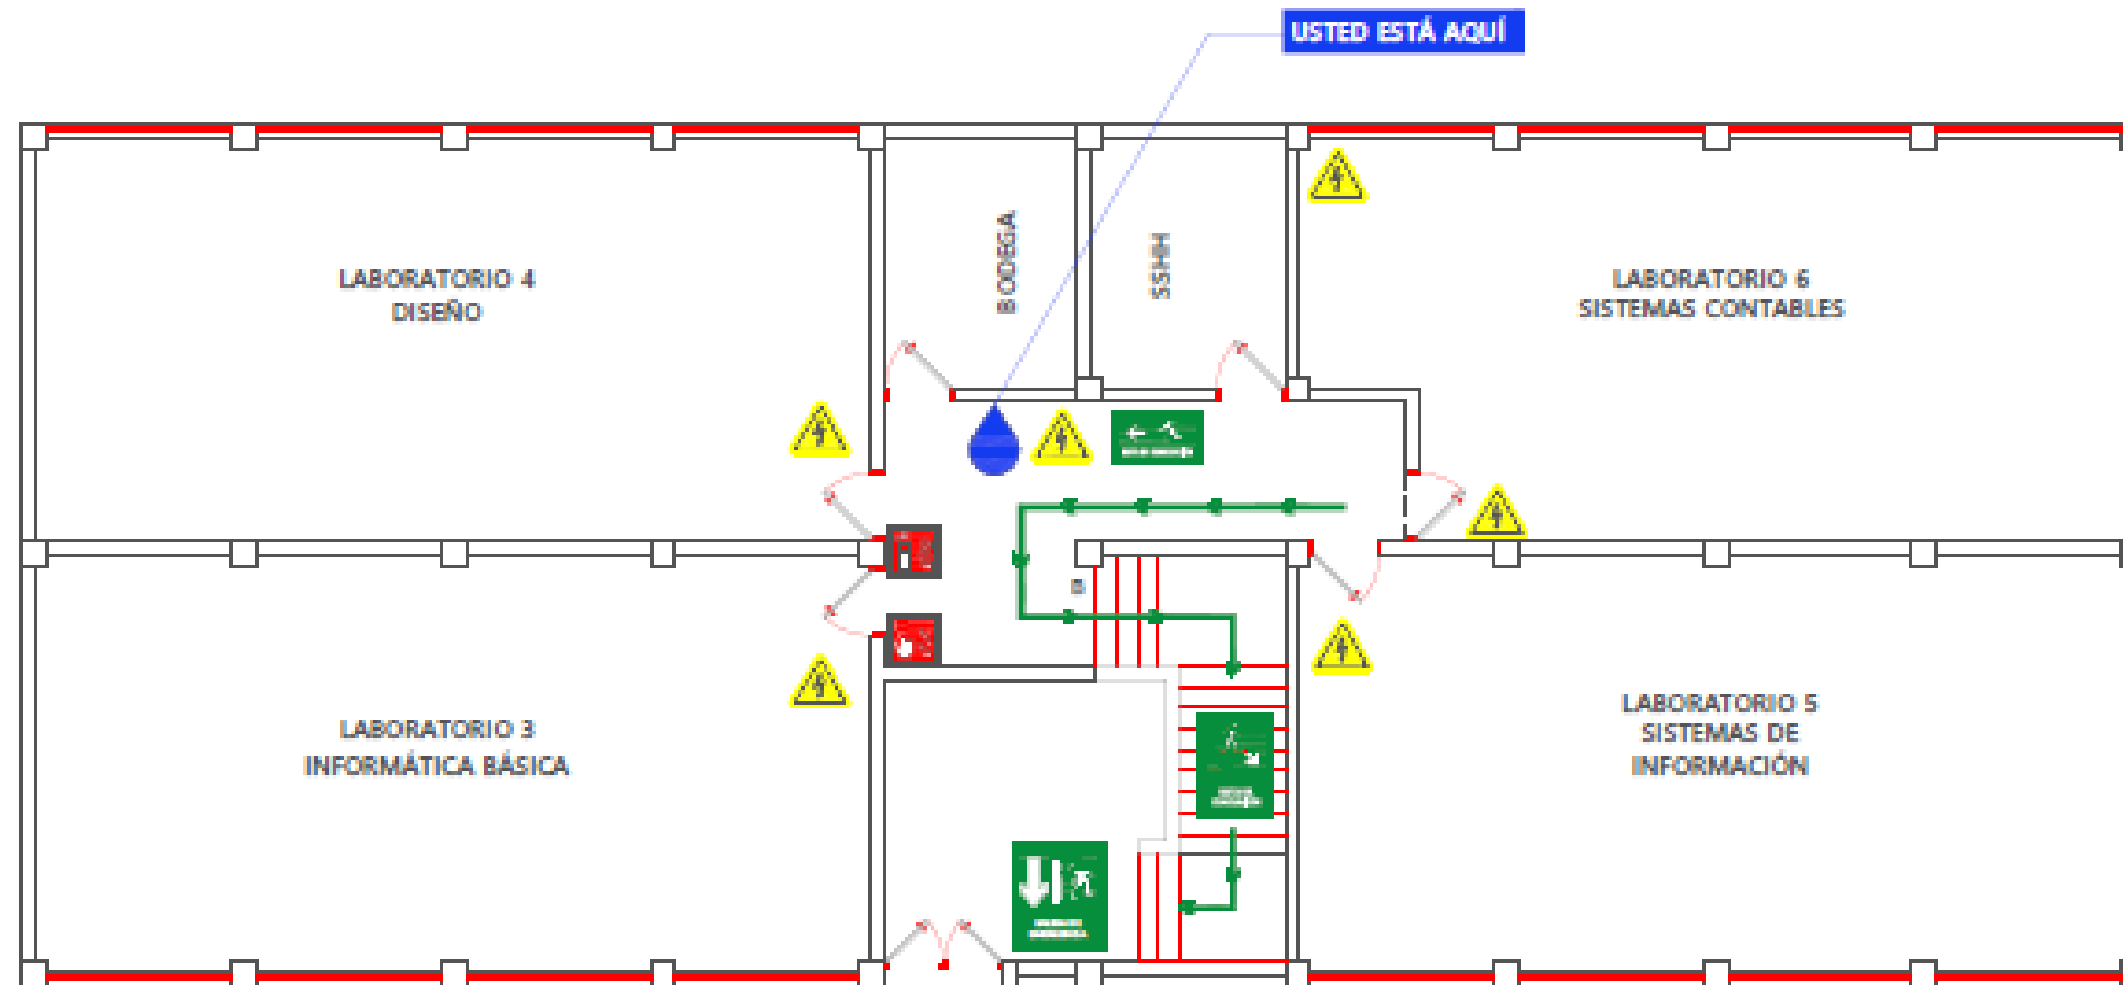 USTED ESTÁ AQUÍ
LABORATORIO 4
DISEÑO
BODEGA
SSHH
LABORATORIO 6
SISTEMAS CONTABLES
LABORATORIO 3
INFORMÁTICA BÁSICA
LABORATORIO 5
SISTEMAS DE
INFORMACIÓN